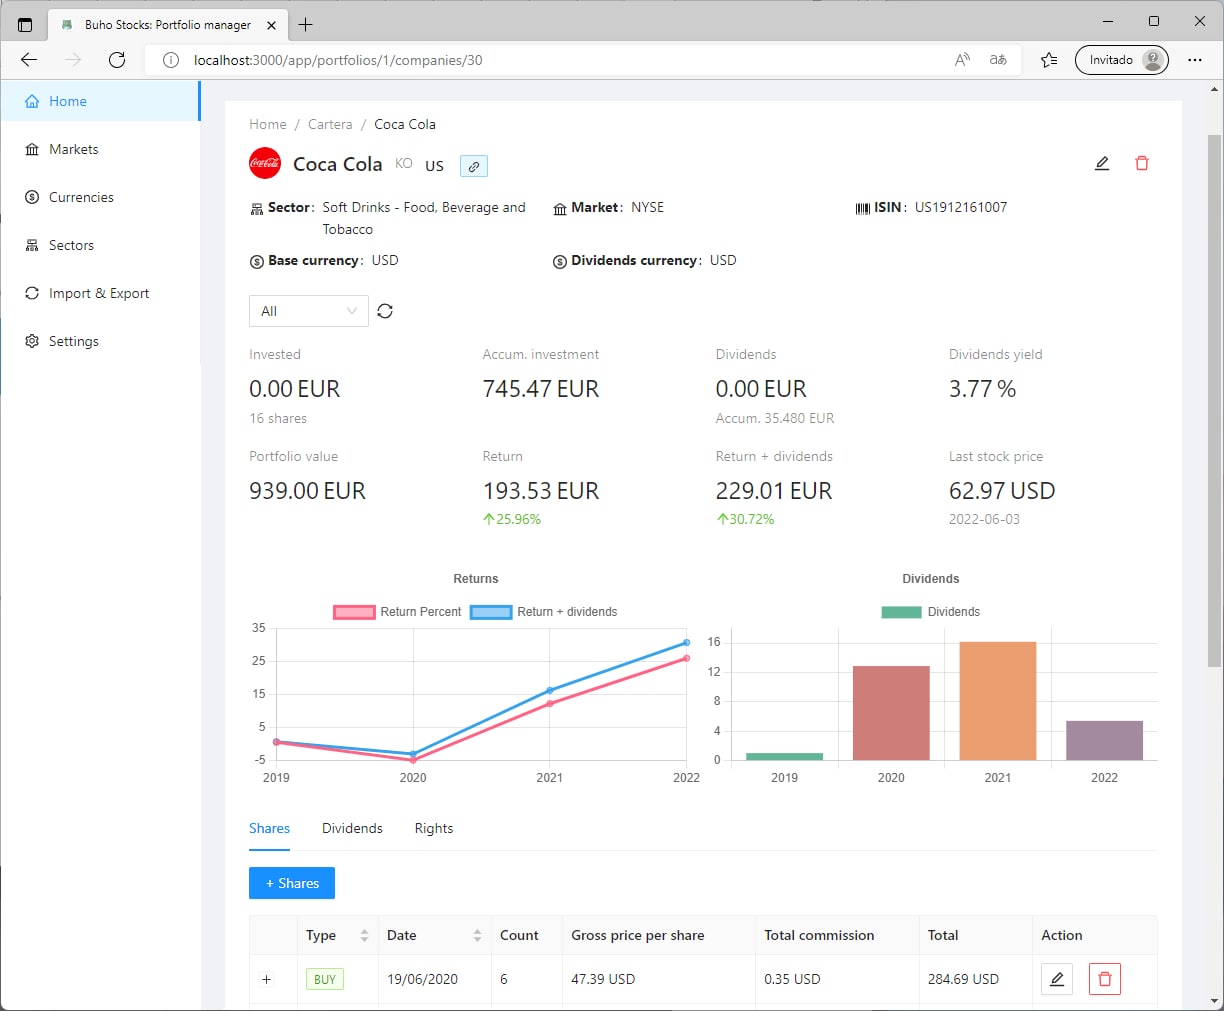 Buho Stocks: Portfolio manager
localhost:3000/app/portfolios/1/companies/30
Invitado
Home
Markets
Currencies
Sectors
Import & Export
Settings
Home / Cartera / Coca Cola
Coca-Cola
Coca Cola KO US
Sector: Soft Drinks - Food, Beverage and
Tobacco
Market: NYSE
ISIN: US1912161007
Base currency: USD
Dividends currency: USD
All
Invested
0.00 EUR
16 shares
Accum. investment
745.47 EUR
Dividends
0.00 EUR
Accum. 35.480 EUR
Dividends yield
3.77 %
Portfolio value
939.00 EUR
Return
193.53 EUR
25.96%
Return + dividends
229.01 EUR
30.72%
Last stock price
62.97 USD
2022-06-03
Returns
Return Percent Return + dividends
35
25
15
5
-5
2019 2020 2021 2022
Dividends
Dividends
16
12
8
4
0
2019 2020 2021 2022
Shares Dividends Rights
+ Shares
Type Date Count Gross price per share Total commission Total Action
+ BUY 19/06/2020 6 47.39 USD 0.35 USD 284.69 USD